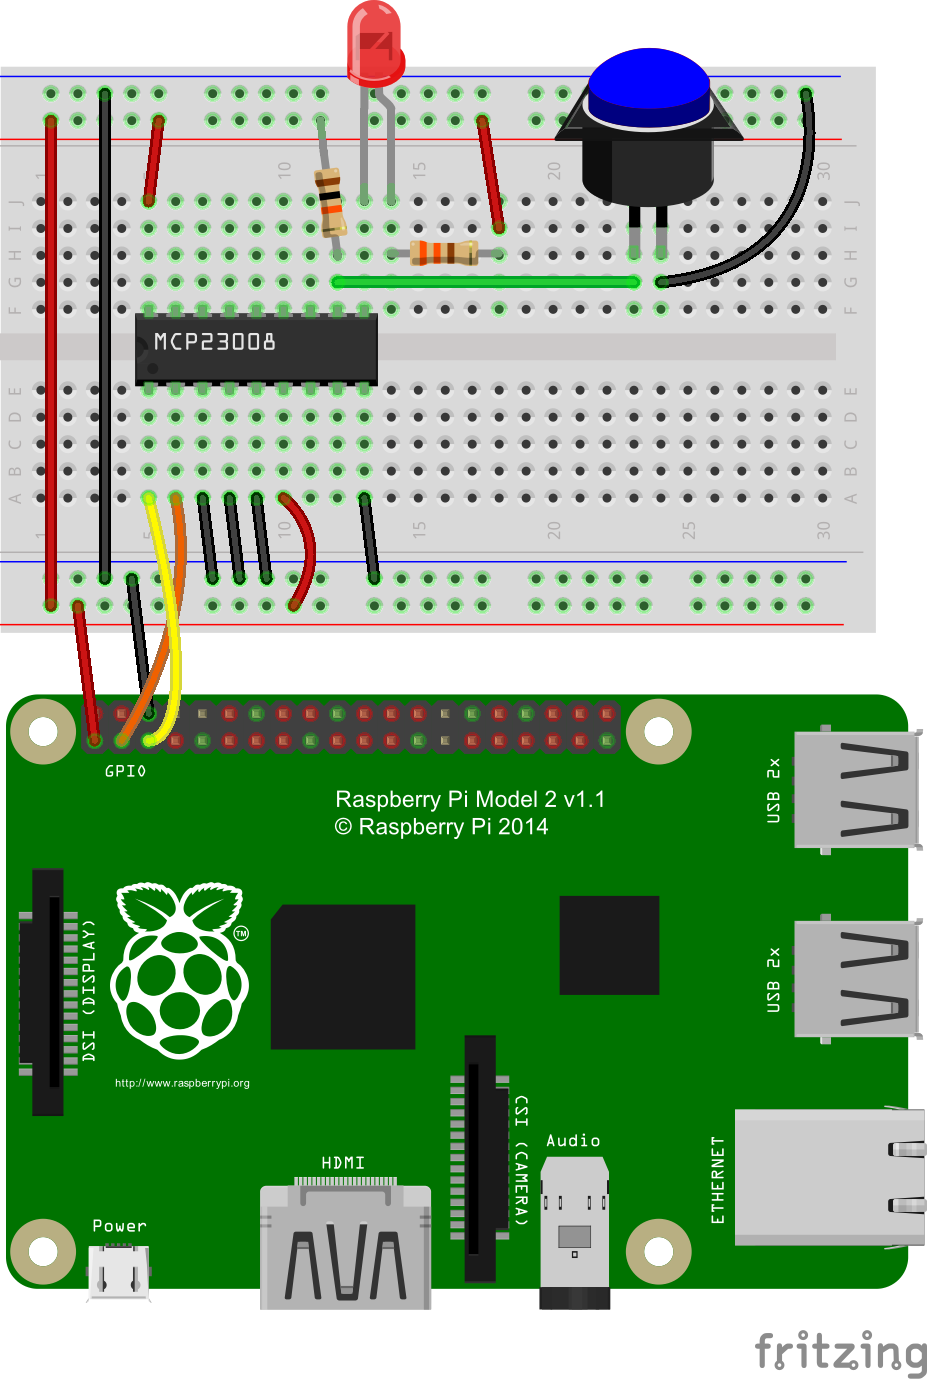 1
10
15
20
30
J
J
I
I
H
H
G
G
F
F
MCP23008
E
E
D
D
C
C
B
B
A
A
1
5
10
15
20
25
30
GPIO
Raspberry Pi Model 2 v1.1
© Raspberry Pi 2014
USB 2x
DSI (DISPLAY)
TM
USB 2x
http://www.raspberrypi.org
CSI (CAMERA)
Audio
ETHERNET
HDMI
Power
fritzing